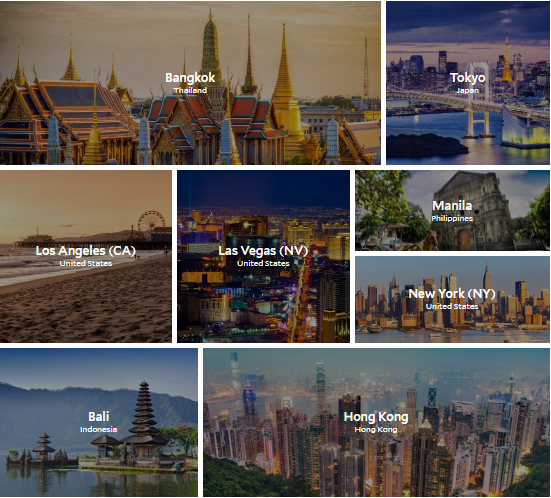 Bangkok
Thailand
Tokyo
Japan
Los Angeles (CA)
United States
Las Vegas (NV)
United States
Manila
Philippines
New York (NY)
United States
Bali
Indonesia
Hong Kong
Hong Kong